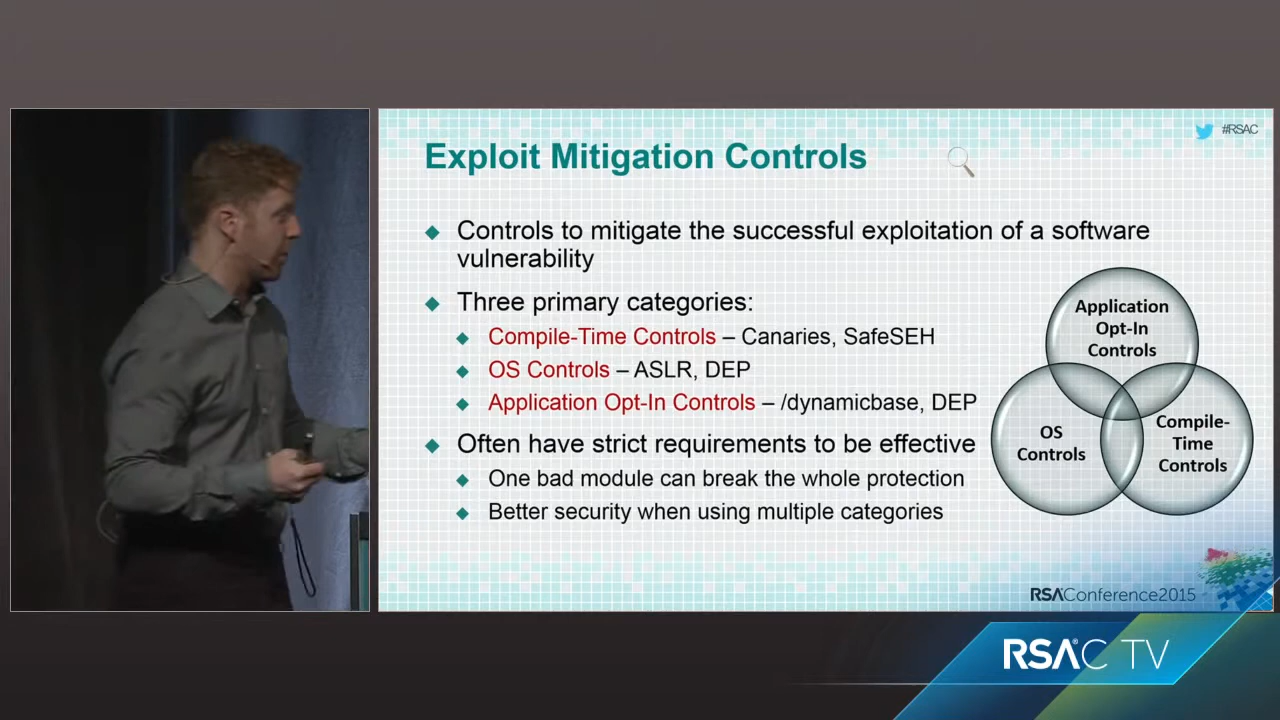 #RSAC
Exploit Mitigation Controls
Controls to mitigate the successful exploitation of a software
vulnerability
Three primary categories:
Compile-Time Controls – Canaries, SafeSEH
OS Controls – ASLR, DEP
Application Opt-In Controls – /dynamicbase, DEP
Often have strict requirements to be effective
One bad module can break the whole protection
Better security when using multiple categories
Application
Opt-In
Controls
OS
Controls
Compile-
Time
Controls
RSAConference2015
RSA®C TV